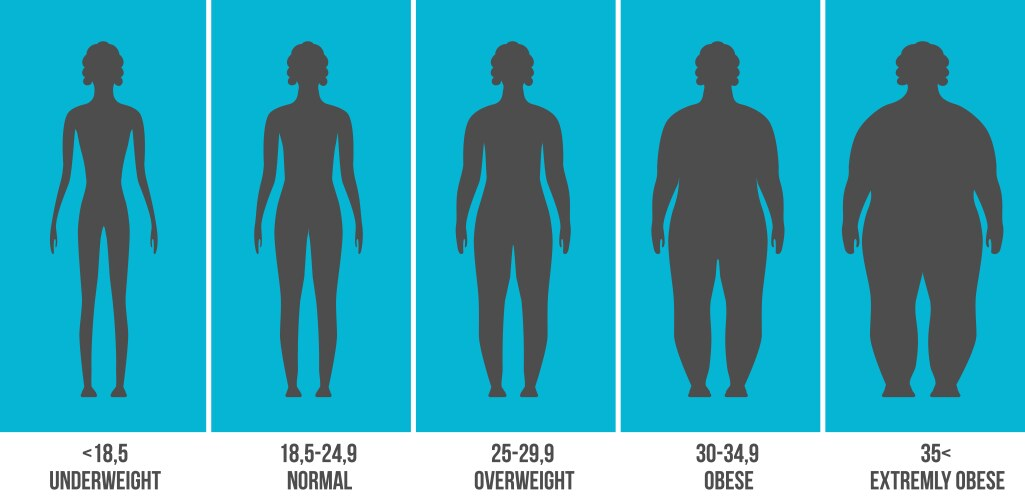 <18,5
UNDERWEIGHT
18,5-24,9
NORMAL
25-29,9
OVERWEIGHT
30-34,9
OBESE
35<
EXTREMLY OBESE